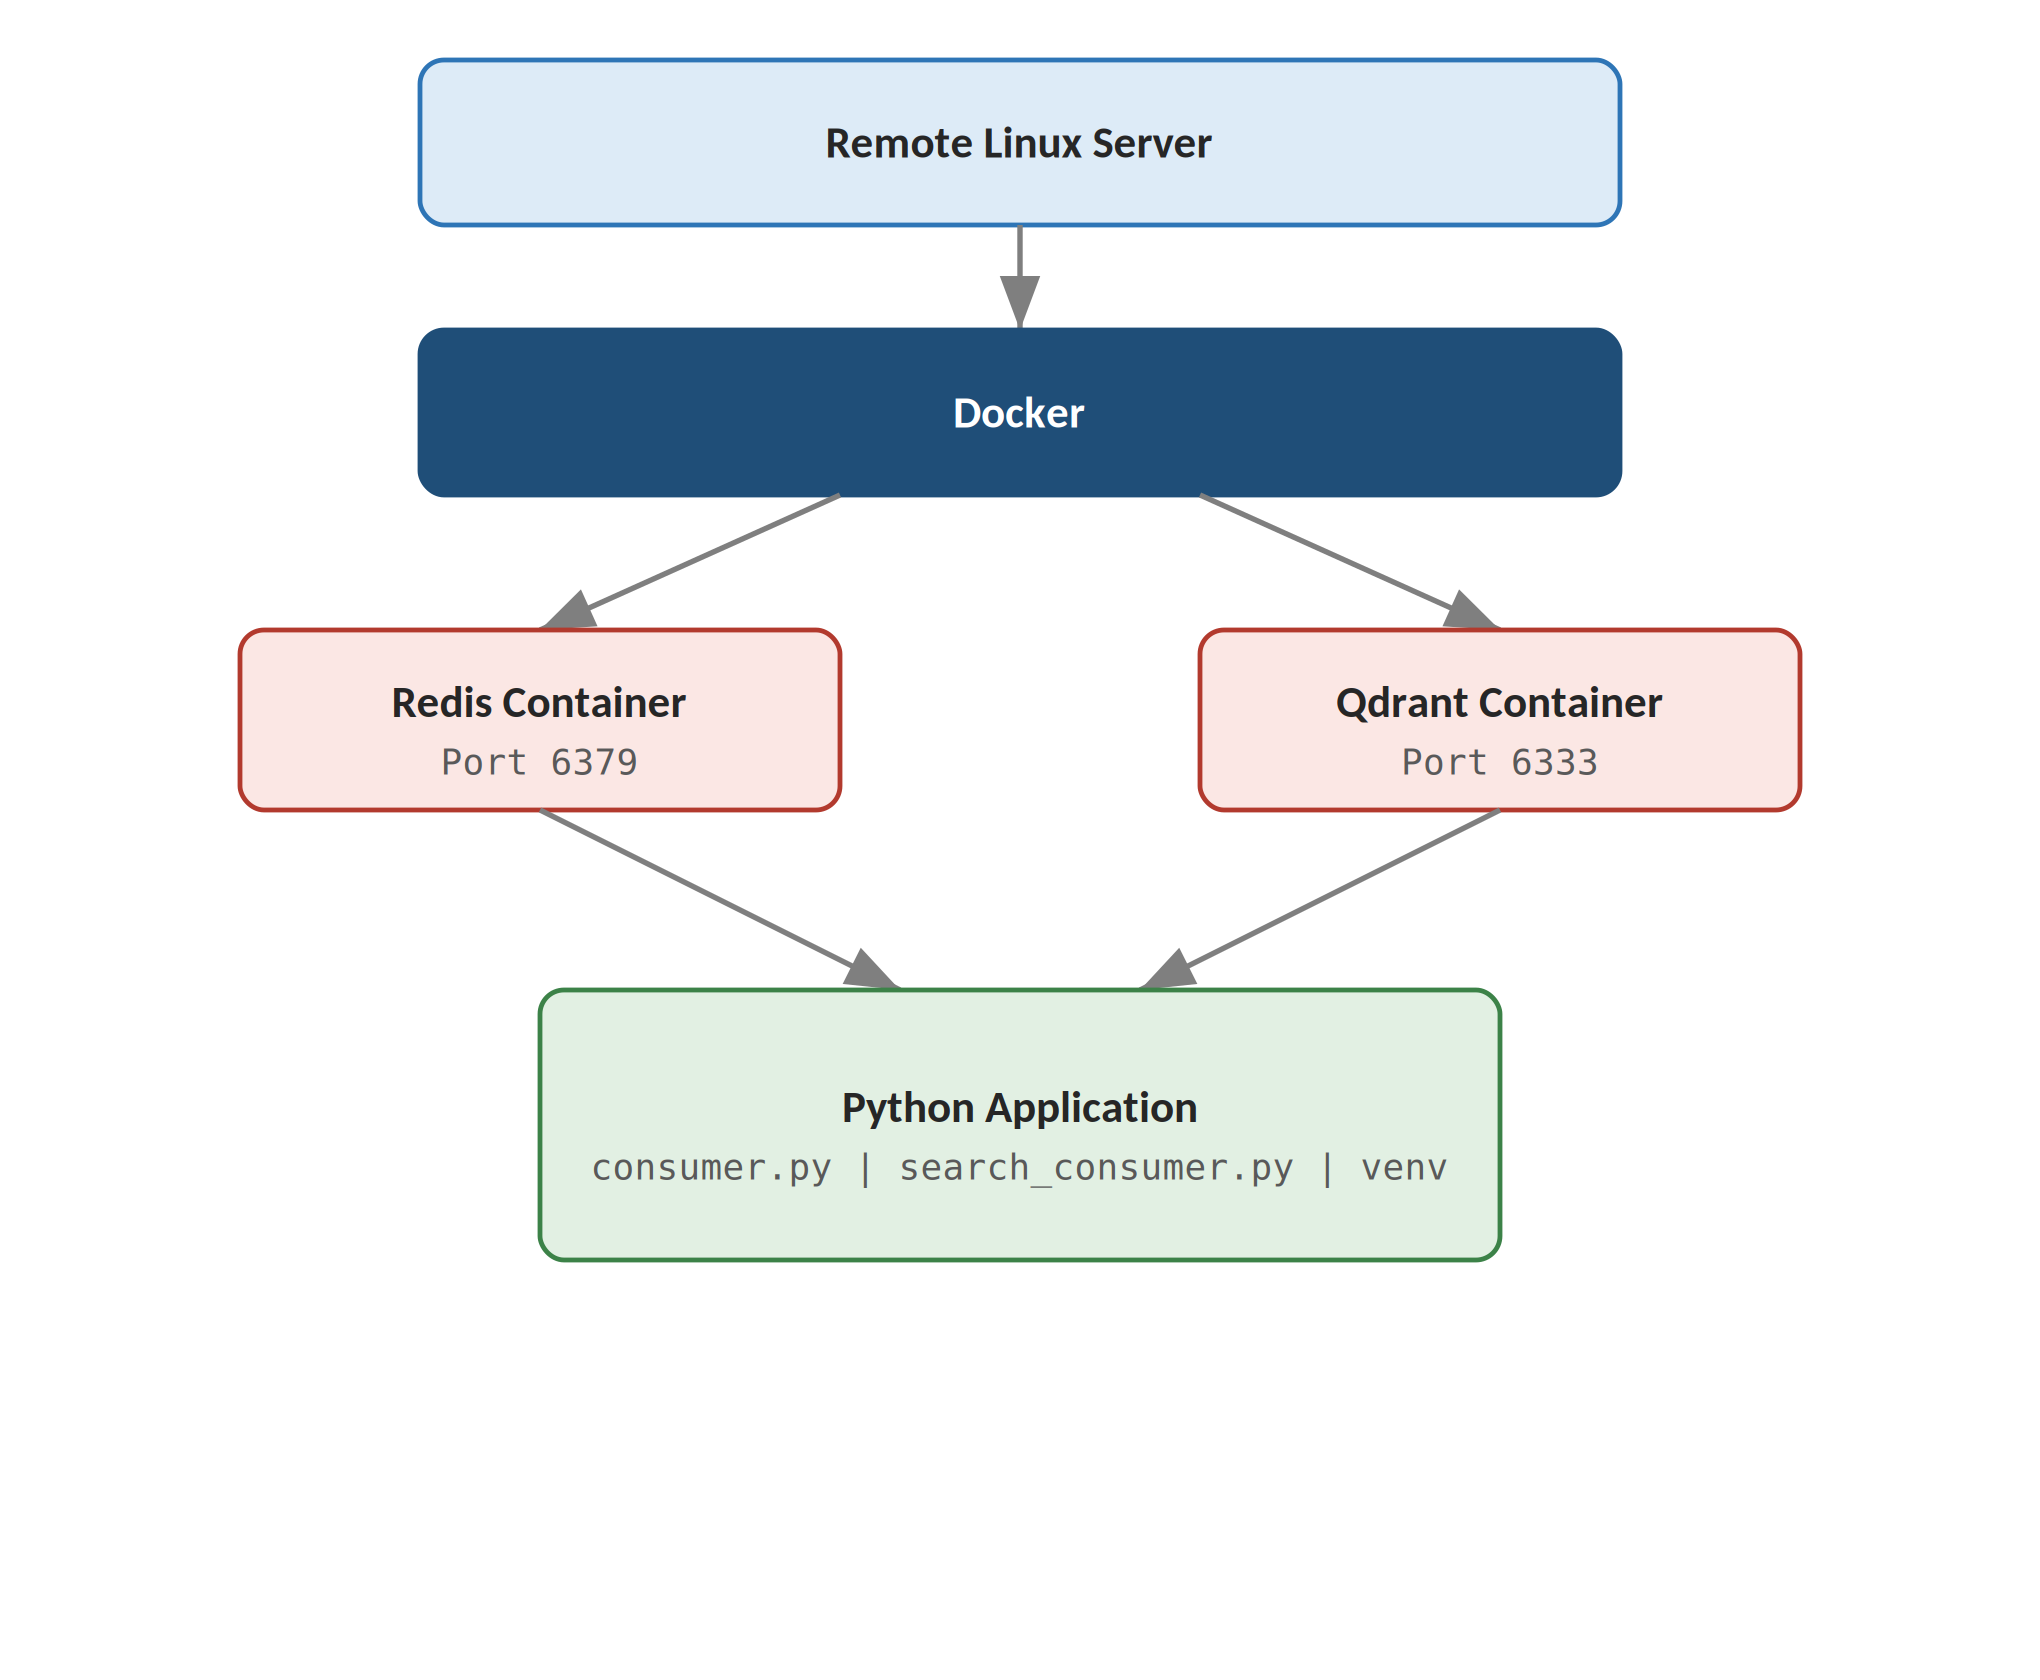 Remote Linux Server
Docker
Redis Container
Port 6379
Qdrant Container
Port 6333
Python Application
consumer.py | search_consumer.py | venv